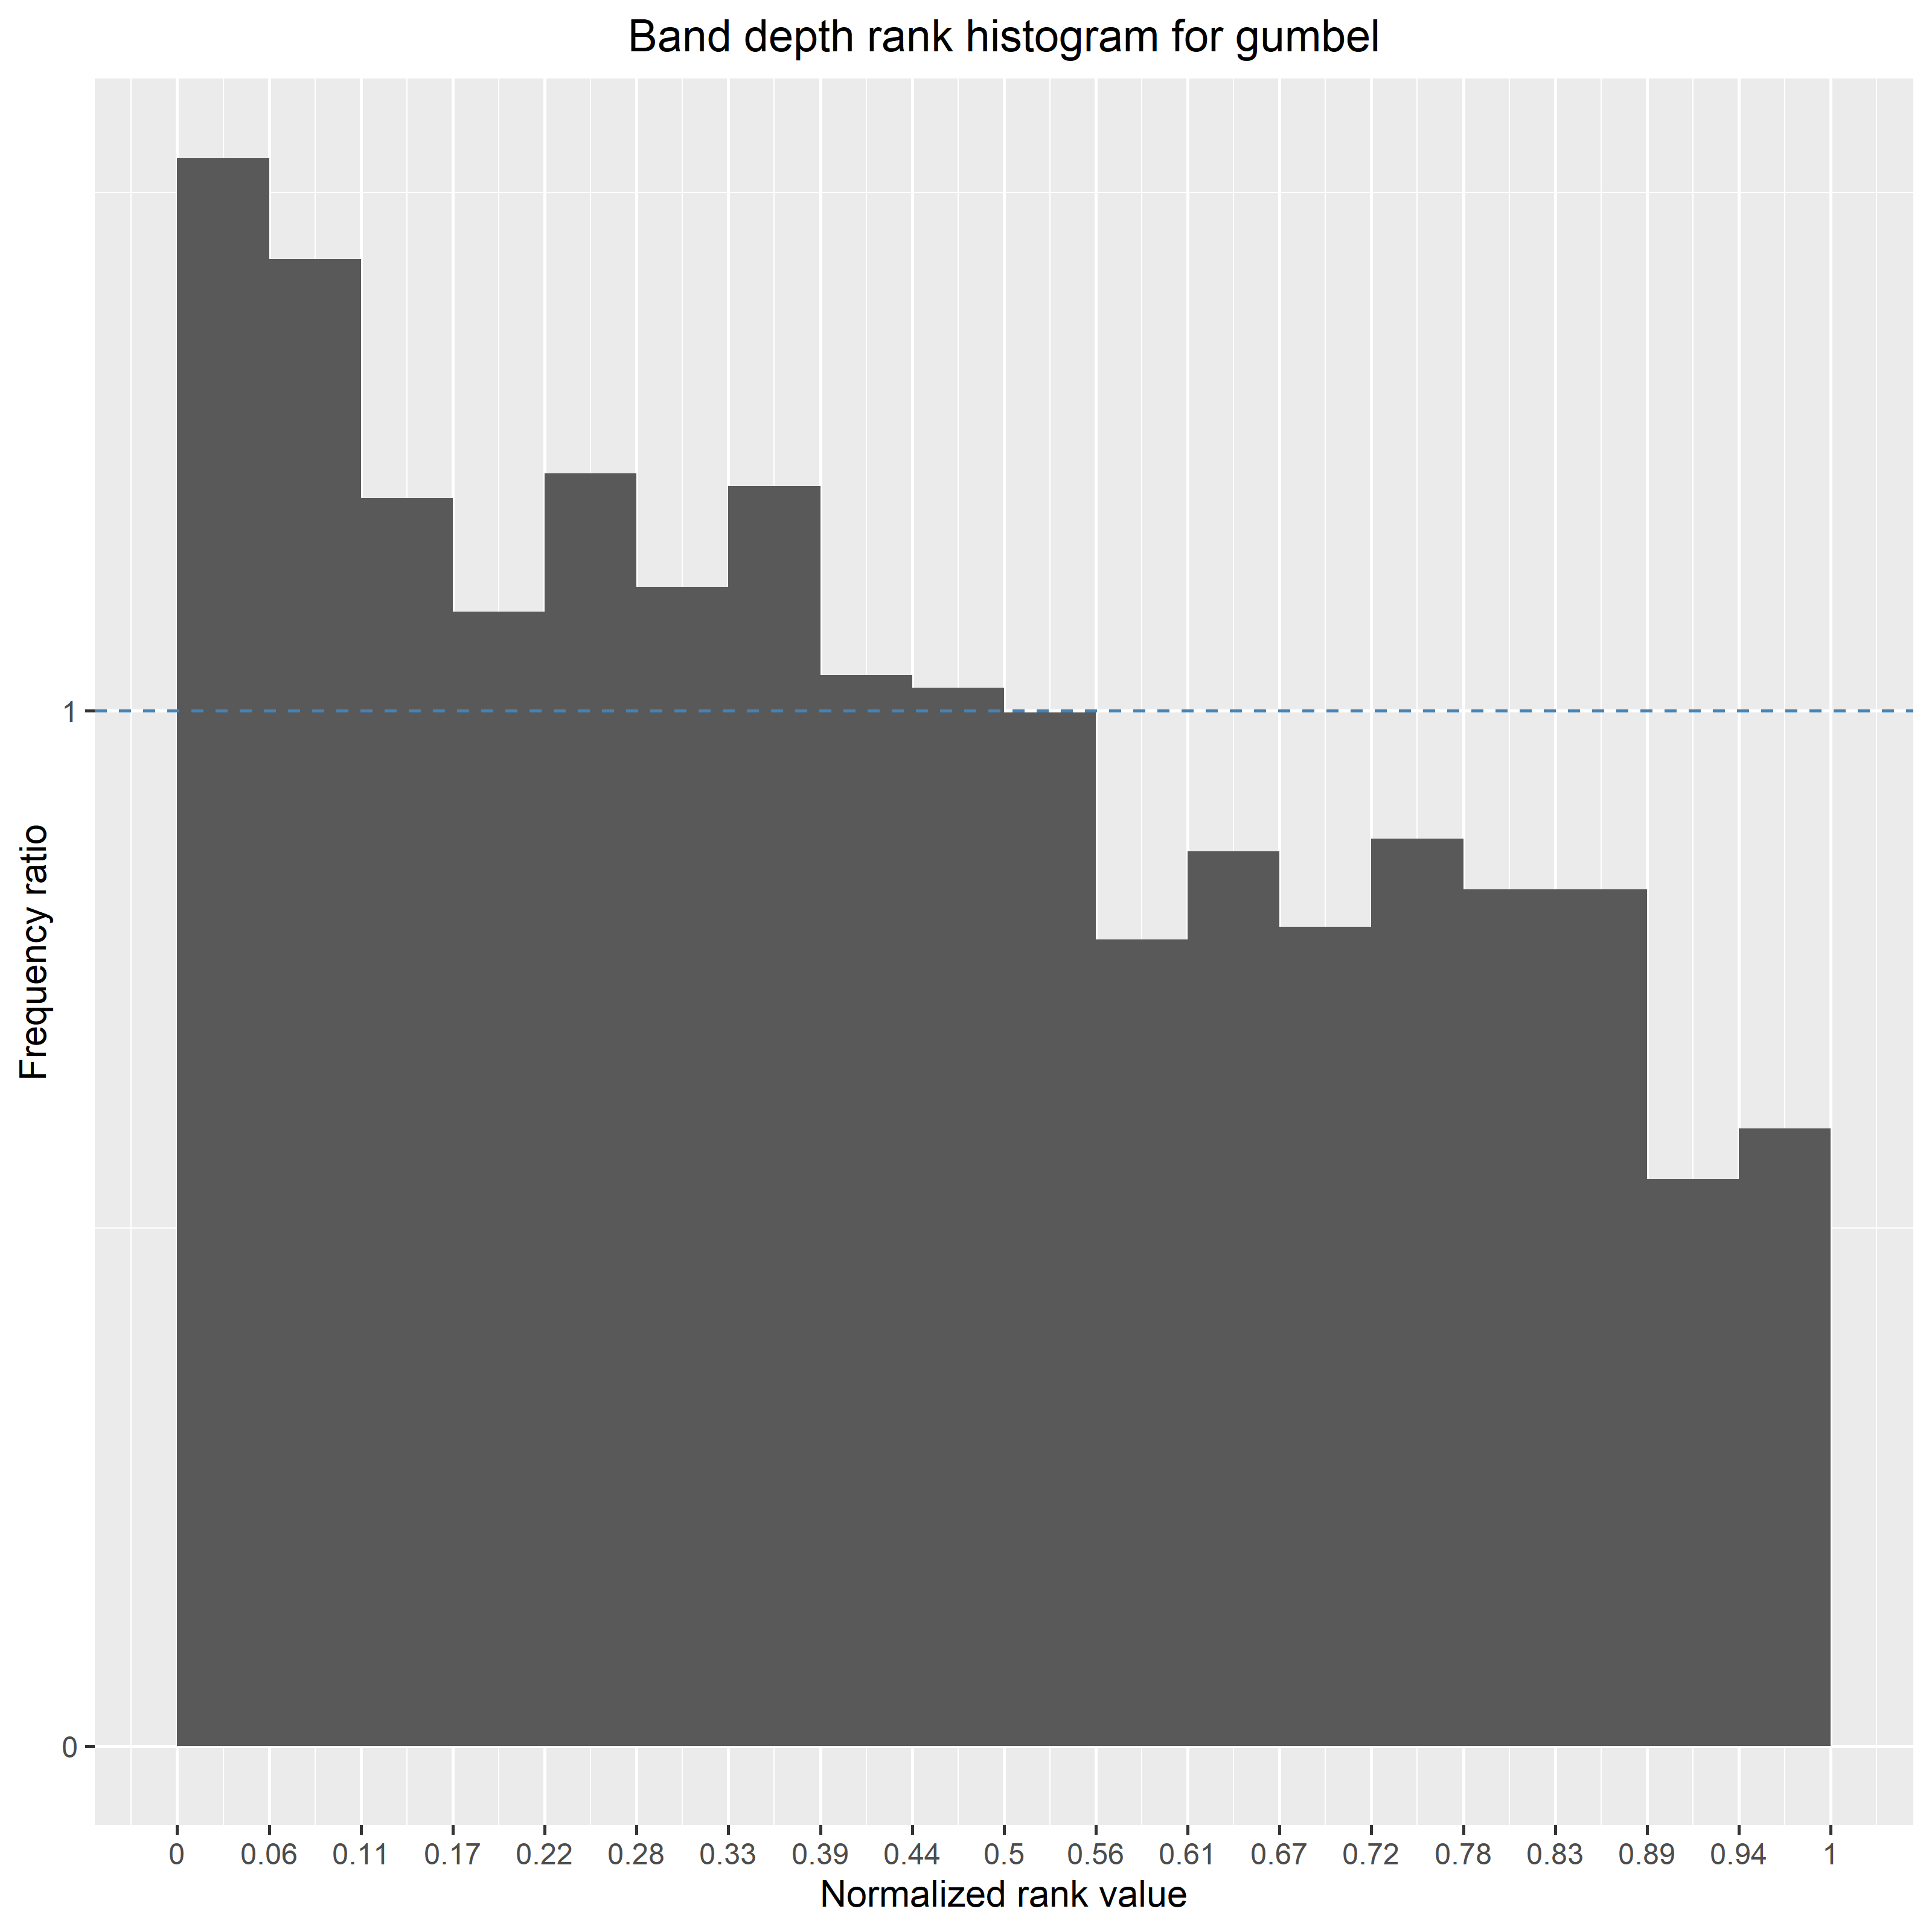 Band depth rank histogram for gumbel
Frequency ratio
1
0
0 0.06 0.11 0.17 0.22 0.28 0.33 0.39 0.44 0.5 0.56 0.61 0.67 0.72 0.78 0.83 0.89 0.94 1
Normalized rank value